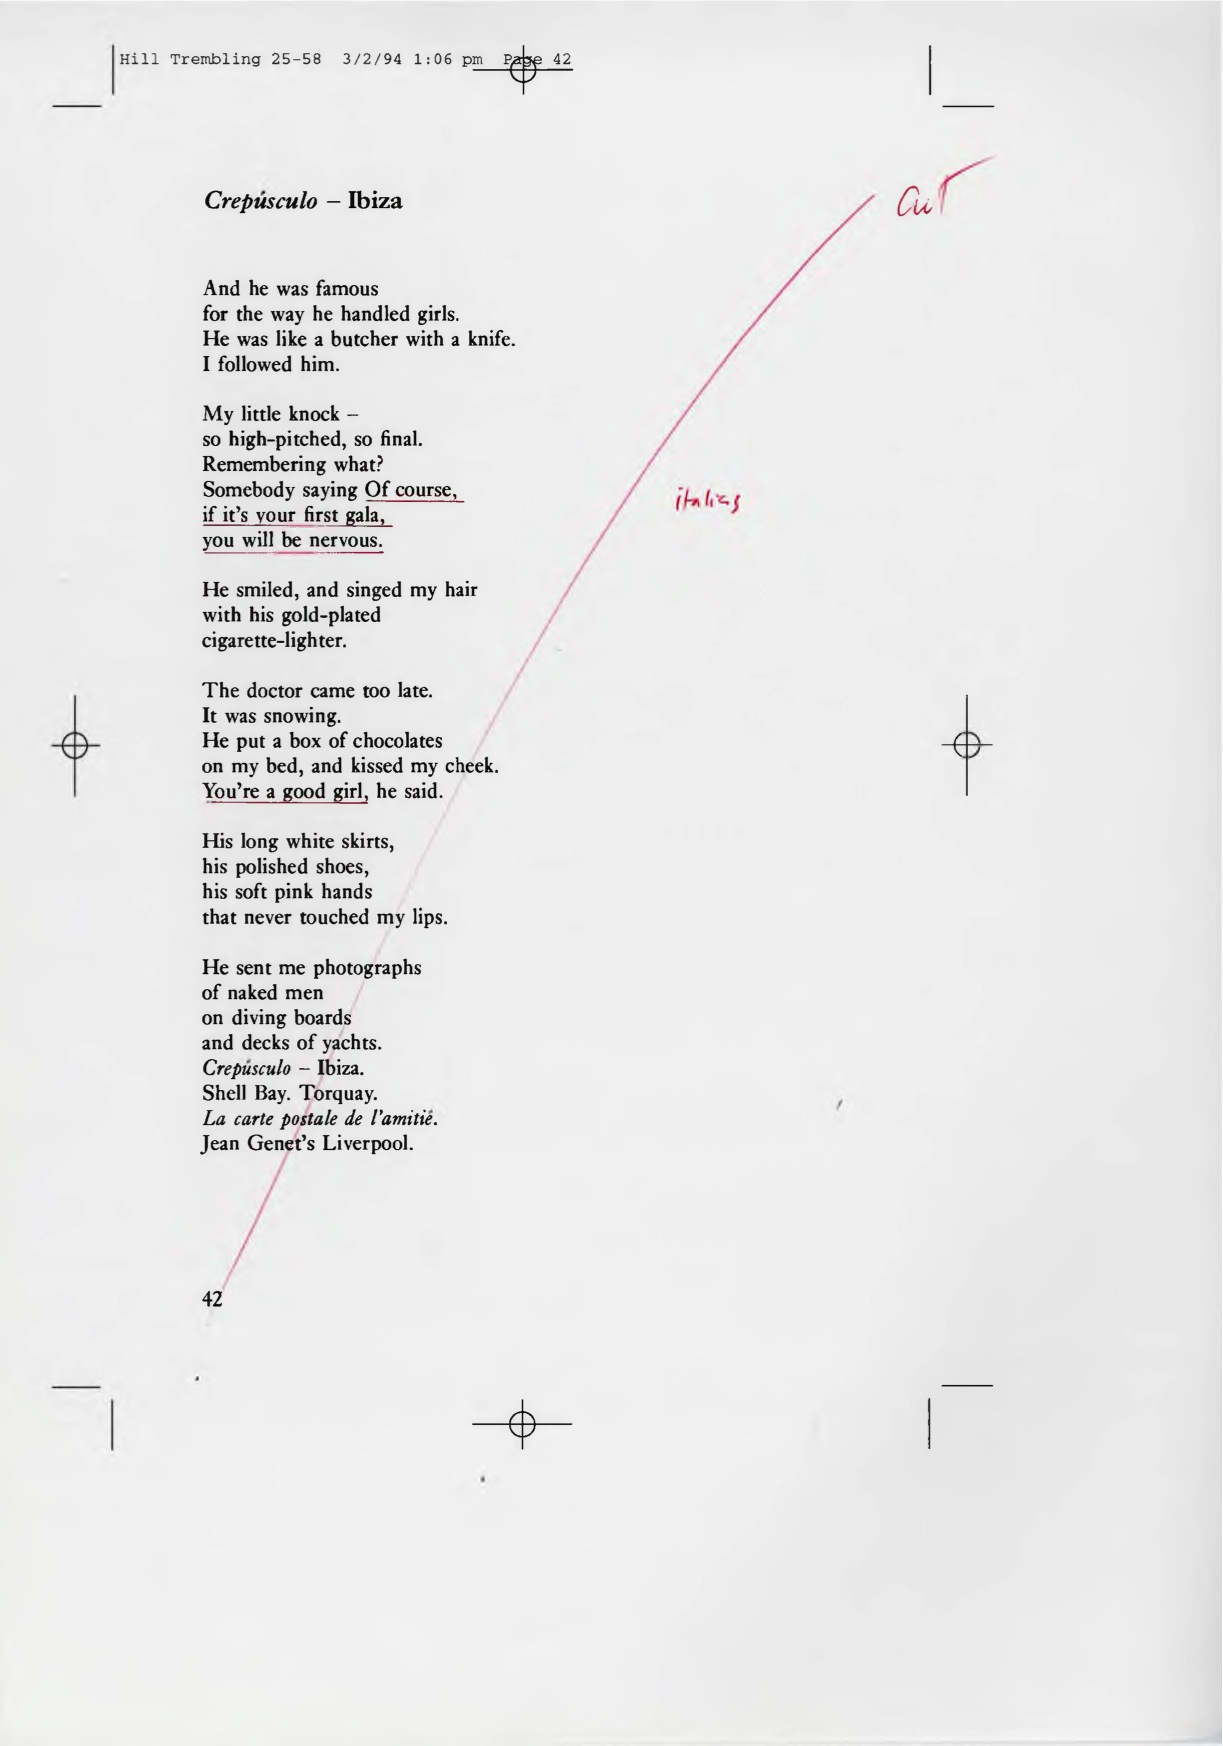 Hill Trembling 25-58 3/2/94 1:06 pm Page 42
Cut
Crepúsculo – Ibiza
And he was famous
for the way he handled girls.
He was like a butcher with a knife.
I followed him.
My little knock –
so high-pitched, so final.
Remembering what?
Somebody saying Of course,
italics
if it's your first gala,
you will be nervous.
He smiled, and singed my hair
with his gold-plated
cigarette-lighter.
The doctor came too late.
It was snowing.
He put a box of chocolates
on my bed, and kissed my cheek.
You're a good girl, he said.
His long white skirts,
his polished shoes,
his soft pink hands
that never touched my lips.
He sent me photographs
of naked men
on diving boards
and decks of yachts.
Crepúsculo – Ibiza.
Shell Bay. Torquay.
La carte postale de l'amitié.
Jean Genet's Liverpool.
42